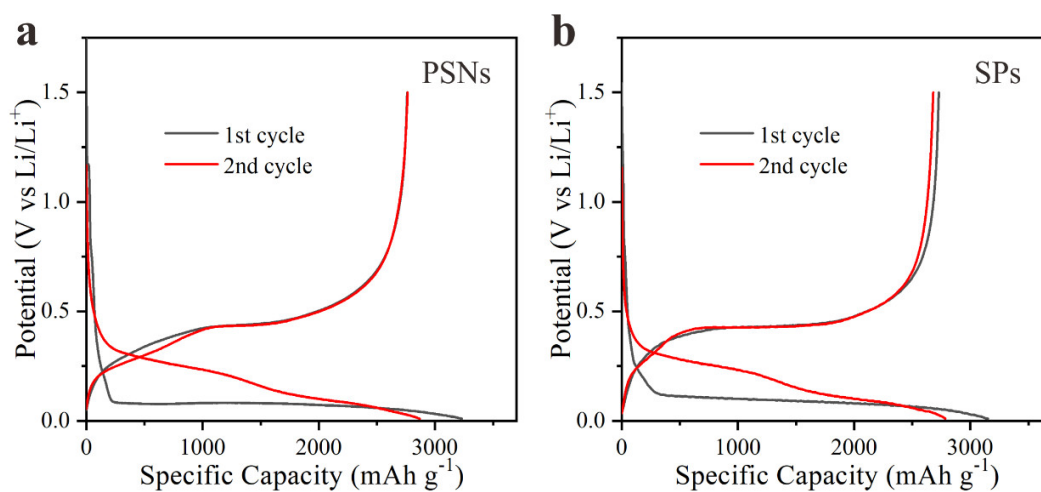 a
PSNs
1st cycle
2nd cycle
1.5
1.0
0.5
0.0
Potential (V vs Li/Li⁺)
0
1000
2000
3000
Specific Capacity (mAh g⁻¹)
b
SPs
1st cycle
2nd cycle
1.5
1.0
0.5
0.0
Potential (V vs Li/Li⁺)
0
1000
2000
3000
Specific Capacity (mAh g⁻¹)